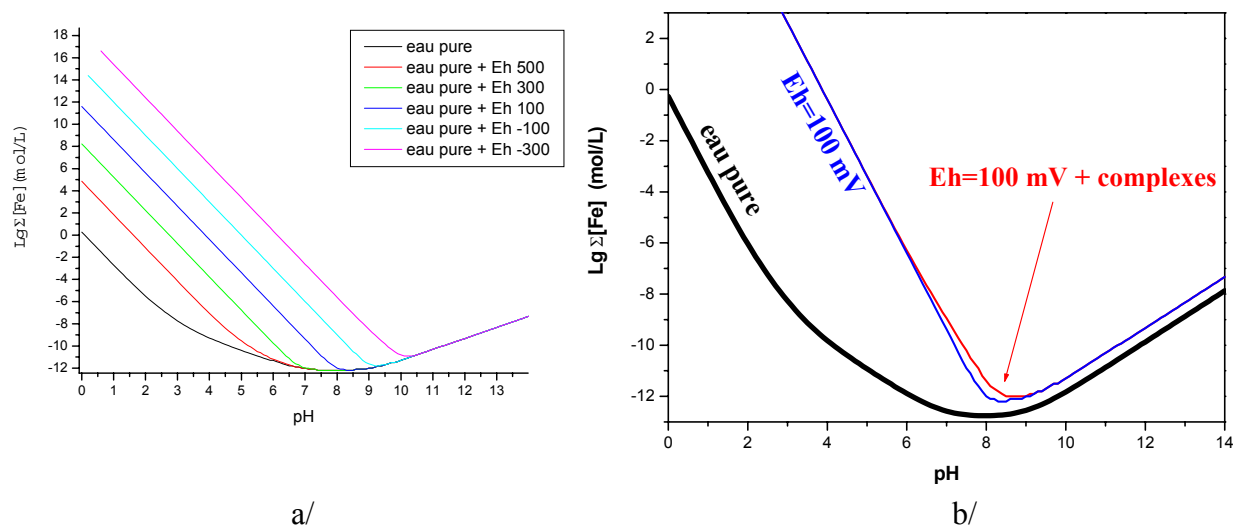 18
16
14
12
10
8
6
4
2
0
-2
-4
-6
-8
-10
-12
Lg Σ[Fe] (mol/L)
0 1 2 3 4 5 6 7 8 9 10 11 12 13
pH
eau pure
eau pure + Eh 500
eau pure + Eh 300
eau pure + Eh 100
eau pure + Eh -100
eau pure + Eh -300
a/
2
0
-2
-4
-6
-8
-10
-12
Lg Σ[Fe] (mol/L)
eau pure
Eh=100 mV
Eh=100 mV + complexes
0 2 4 6 8 10 12 14
pH
b/